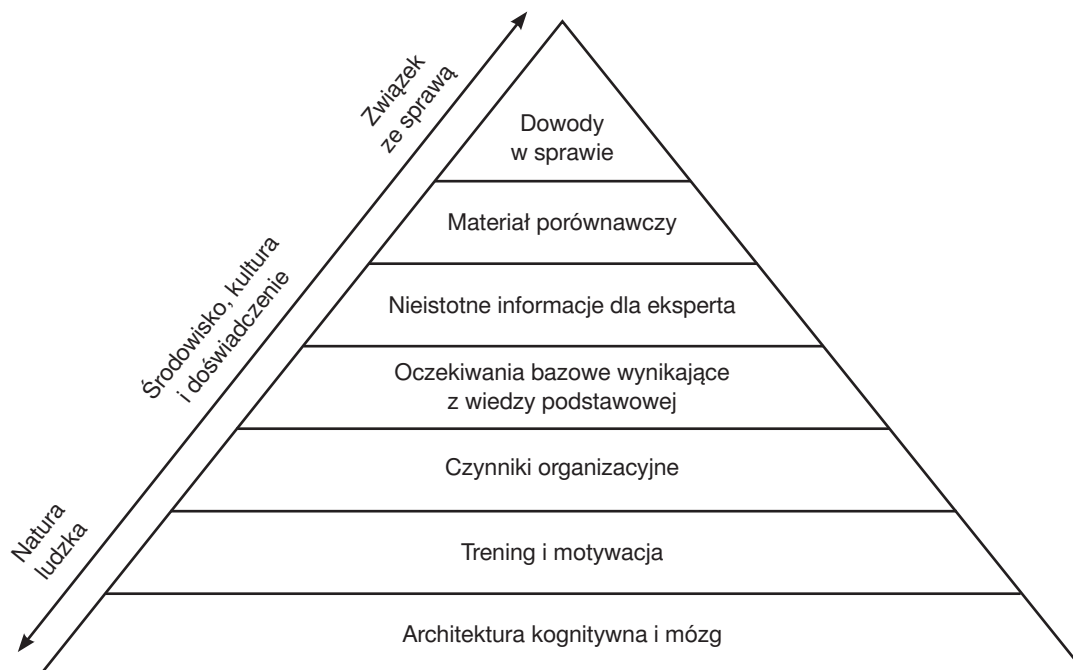 Związek
ze sprawą
Środowisko, kultura
i doświadczenie
Natura
ludzka
Dowody
w sprawie
Materiał porównawczy
Nieistotne informacje dla eksperta
Oczekiwania bazowe wynikające
z wiedzy podstawowej
Czynniki organizacyjne
Trening i motywacja
Architektura kognitywna i mózg